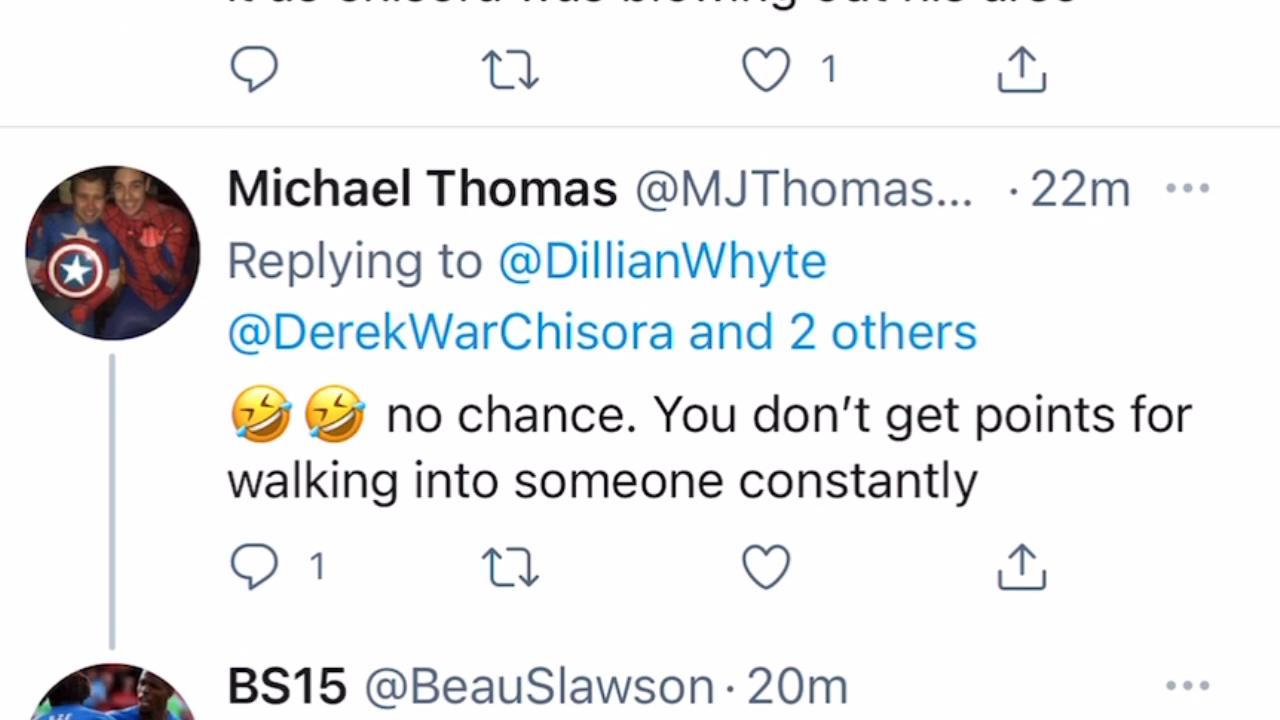 1
Michael Thomas @MJThomas... · 22m
Replying to @DillianWhyte
@DerekWarChisora and 2 others
🤣🤣 no chance. You don't get points for
walking into someone constantly
1
BS15 @BeauSlawson · 20m